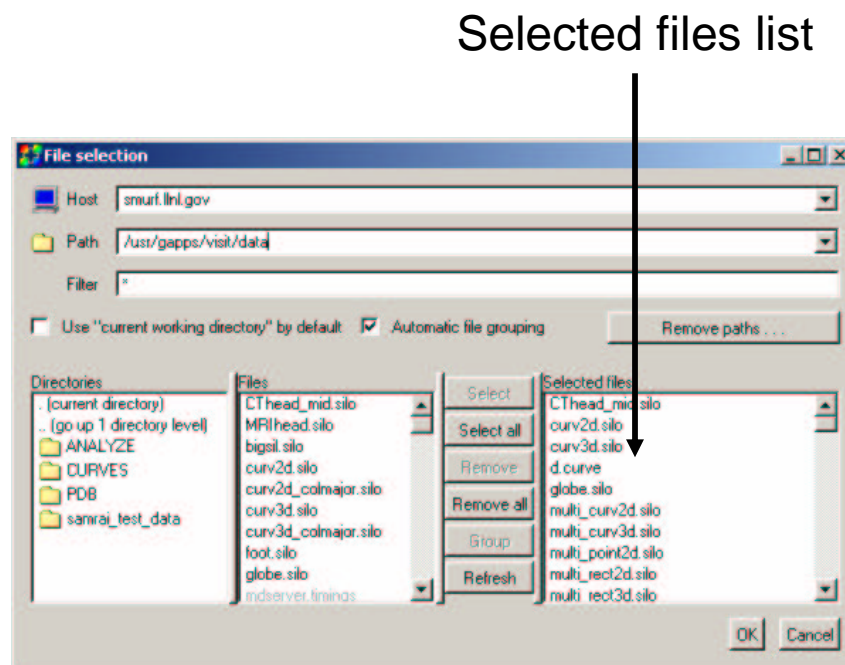 Selected files list
File selection
Host smurf.llnl.gov
Path /usr/gapps/visit/data
Filter *
Use "current working directory" by default Automatic file grouping Remove paths . . .
Directories
. (current directory)
.. (go up 1 directory level)
ANALYZE
CURVES
PDB
samrai_test_data
Files
CThead_mid.silo
MRIhead.silo
bigsil.silo
curv2d.silo
curv2d_colmajor.silo
curv3d.silo
curv3d_colmajor.silo
foot.silo
globe.silo
mdserver.timings
Select
Select all
Remove
Remove all
Group
Refresh
Selected files
CThead_mid.silo
curv2d.silo
curv3d.silo
d.curve
globe.silo
multi_curv2d.silo
multi_curv3d.silo
multi_point2d.silo
multi_rect2d.silo
multi_rect3d.silo
OK Cancel